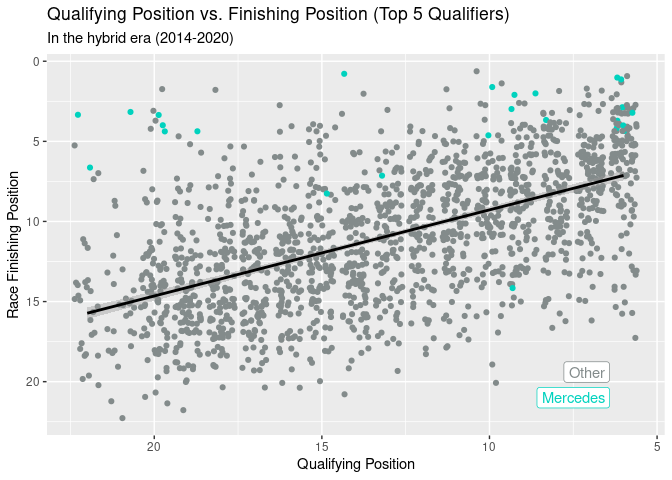 Qualifying Position vs. Finishing Position (Top 5 Qualifiers)
In the hybrid era (2014-2020)
0
5
10
15
20
Race Finishing Position
Other
Mercedes
20
15
10
5
Qualifying Position